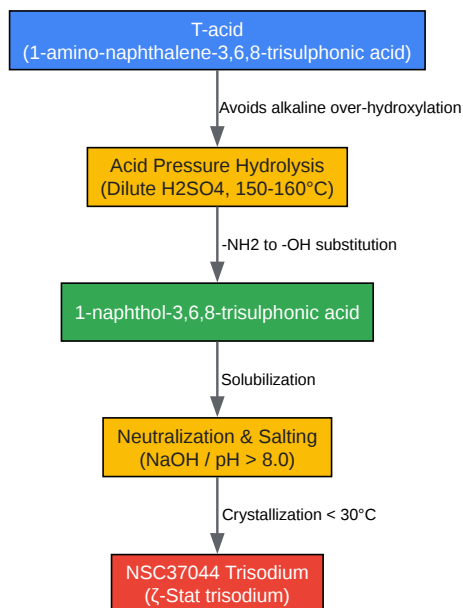 T-acid
(1-amino-naphthalene-3,6,8-trisulphonic acid)
Avoids alkaline over-hydroxylation
Acid Pressure Hydrolysis
(Dilute H2SO4, 150-160°C)
-NH2 to -OH substitution
1-naphthol-3,6,8-trisulphonic acid
Solubilization
Neutralization & Salting
(NaOH / pH > 8.0)
Crystallization < 30°C
NSC37044 Trisodium
(ζ-Stat trisodium)